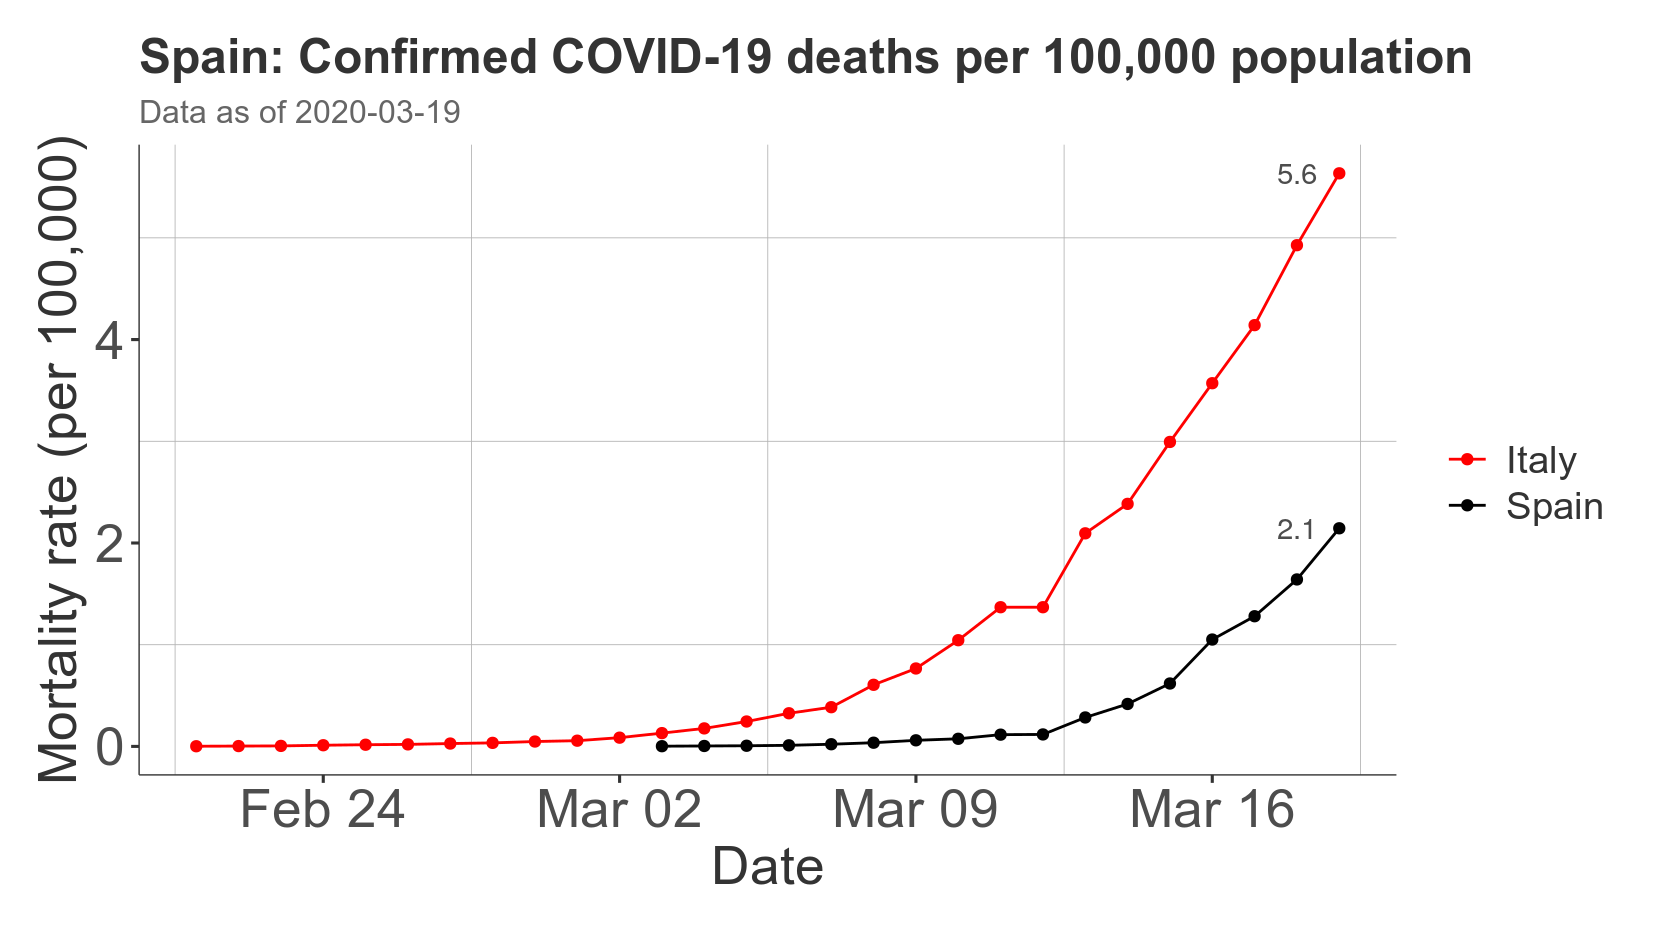 Spain: Confirmed COVID-19 deaths per 100,000 population
Data as of 2020-03-19
Mortality rate (per 100,000)
5.6
4
Italy
Spain
2.1
2
0
Feb 24
Mar 02
Mar 09
Mar 16
Date